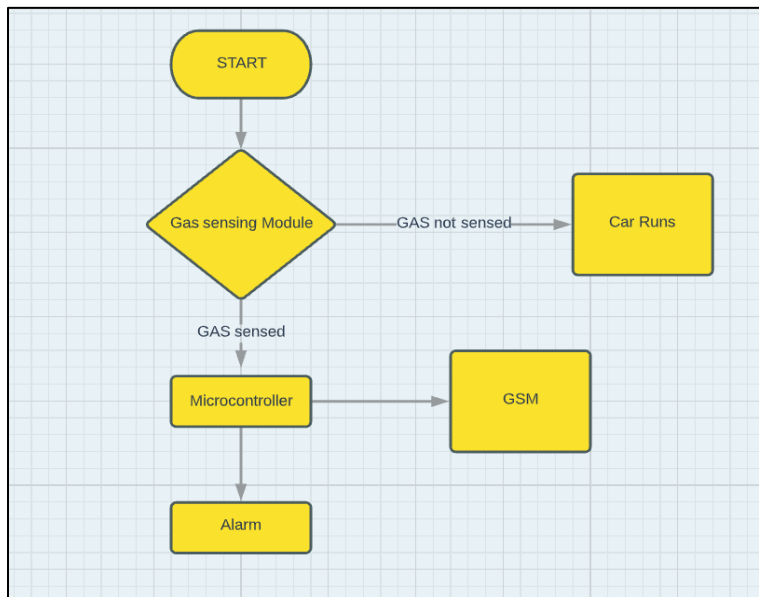 START
Gas sensing Module
GAS not sensed
Car Runs
GAS sensed
Microcontroller
GSM
Alarm